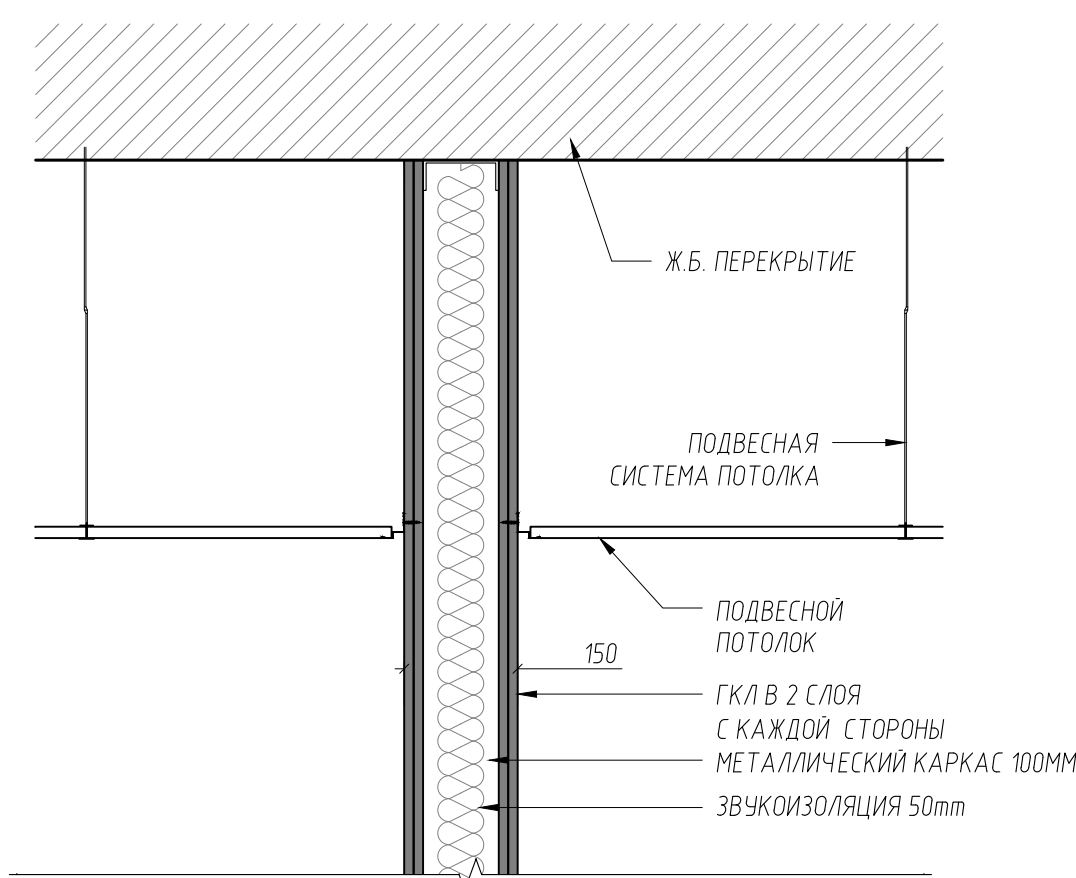 Ж.Б. ПЕРЕКРЫТИЕ
ПОДВЕСНАЯ
СИСТЕМА ПОТОЛКА
ПОДВЕСНОЙ
ПОТОЛОК
150
ГКЛ В 2 СЛОЯ
С КАЖДОЙ СТОРОНЫ
МЕТАЛЛИЧЕСКИЙ КАРКАС 100ММ
ЗВУКОИЗОЛЯЦИЯ 50mm